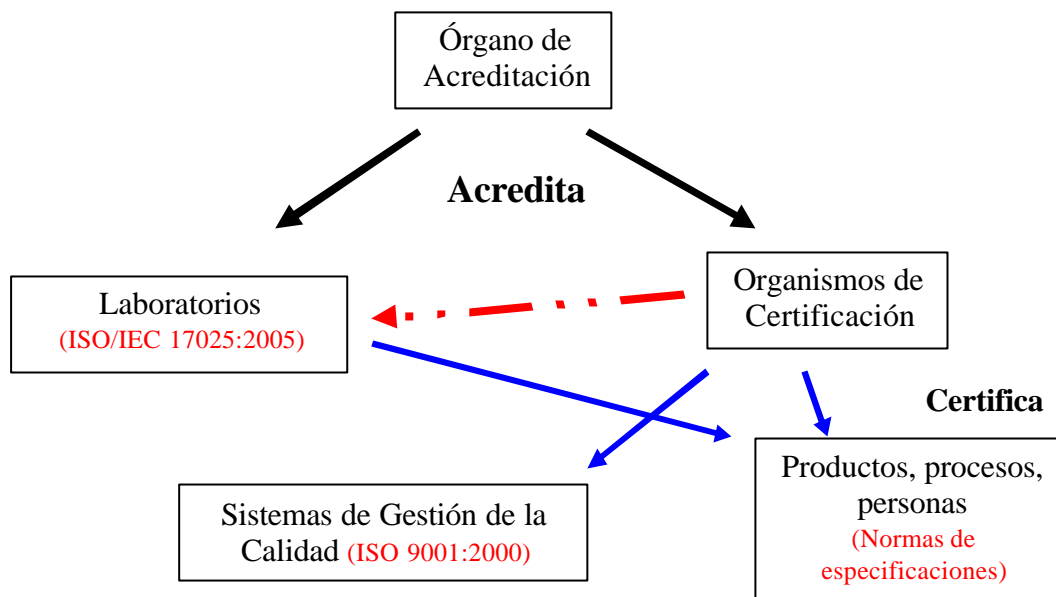 Órgano de
Acreditación
Acredita
Laboratorios
(ISO/IEC 17025:2005)
Organismos de
Certificación
Certifica
Sistemas de Gestión de la
Calidad (ISO 9001:2000)
Productos, procesos,
personas
(Normas de
especificaciones)